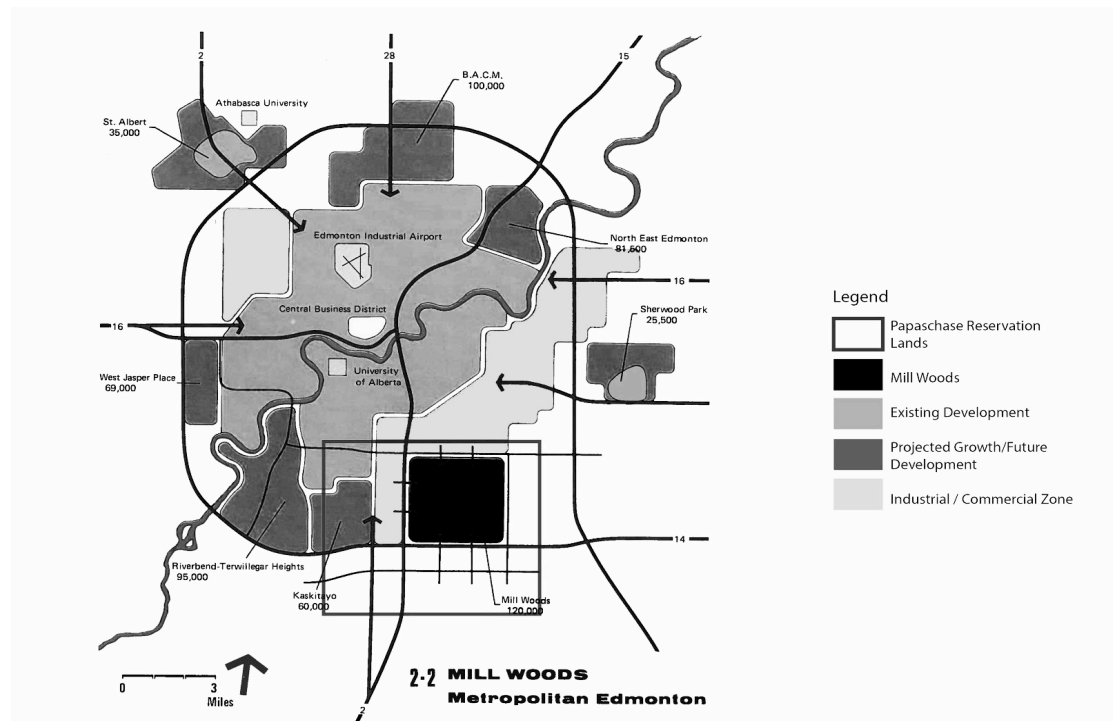 2
28
15
B.A.C.M.
100,000
Athabasca University
St. Albert
35,000
Edmonton Industrial Airport
North East Edmonton
81,500
16
Central Business District
Sherwood Park
25,500
16
University
of Alberta
West Jasper Place
69,000
14
Riverbend-Terwillegar Heights
95,000
Kaskitayo
60,000
Mill Woods
120,000
0 3
Miles
2-2 MILL WOODS
Metropolitan Edmonton
2
Legend
Papaschase Reservation
Lands
Mill Woods
Existing Development
Projected Growth/Future
Development
Industrial / Commercial Zone